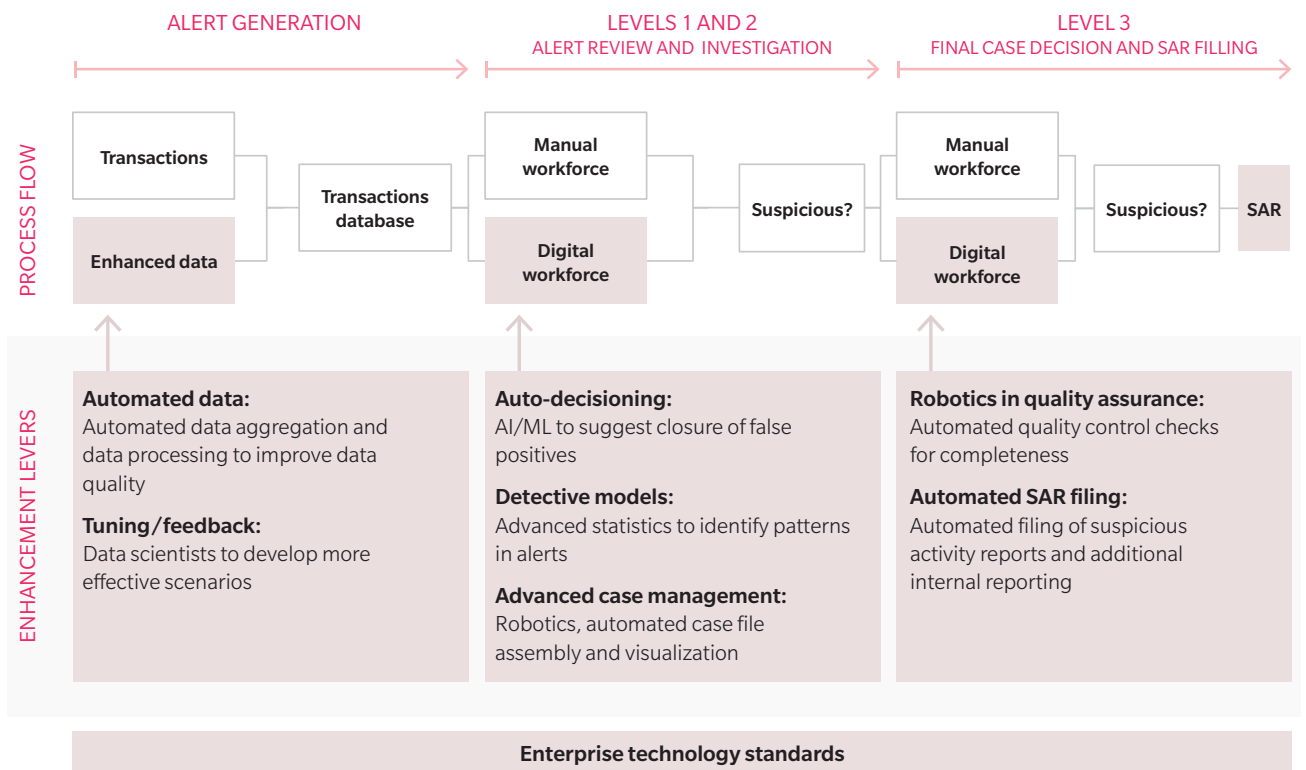 ALERT GENERATION
LEVELS 1 AND 2
ALERT REVIEW AND INVESTIGATION
LEVEL 3
FINAL CASE DECISION AND SAR FILLING
PROCESS FLOW
Transactions
Enhanced data
Transactions
database
Manual
workforce
Digital
workforce
Suspicious?
Manual
workforce
Digital
workforce
Suspicious?
SAR
ENHANCEMENT LEVERS
Automated data:
Automated data aggregation and
data processing to improve data
quality
Tuning/feedback:
Data scientists to develop more
effective scenarios
Auto-decisioning:
AI/ML to suggest closure of false
positives
Detective models:
Advanced statistics to identify patterns
in alerts
Advanced case management:
Robotics, automated case file
assembly and visualization
Robotics in quality assurance:
Automated quality control checks
for completeness
Automated SAR filing:
Automated filing of suspicious
activity reports and additional
internal reporting
Enterprise technology standards